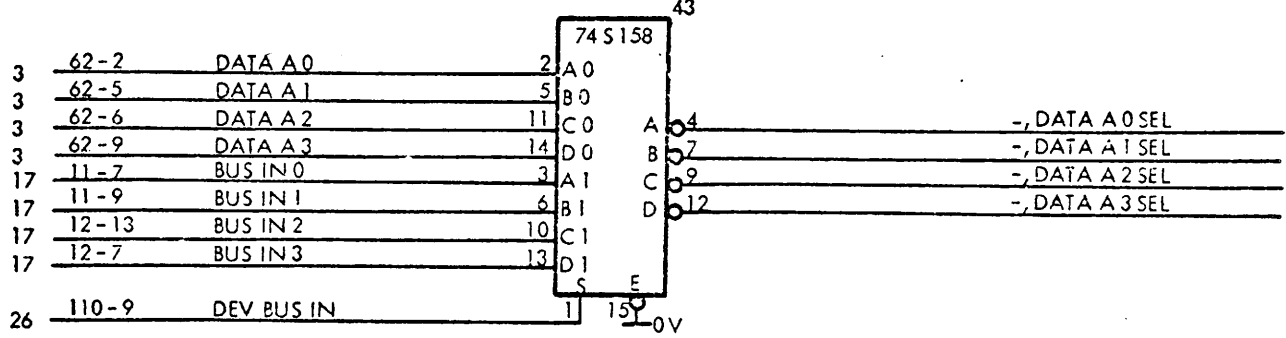 43
74 S 158
3 62-2 DATA A0 2 A0
3 62-5 DATA A1 5 B0
3 62-6 DATA A2 11 C0 A 4 -, DATA A0 SEL
3 62-9 DATA A3 14 D0 B 7 -, DATA A1 SEL
17 11-7 BUS IN 0 3 A1 C 9 -, DATA A2 SEL
17 11-9 BUS IN 1 6 B1 D 12 -, DATA A3 SEL
17 12-13 BUS IN 2 10 C1
17 12-7 BUS IN 3 13 D1
S E
26 110-9 DEV BUS IN 1 15 0V